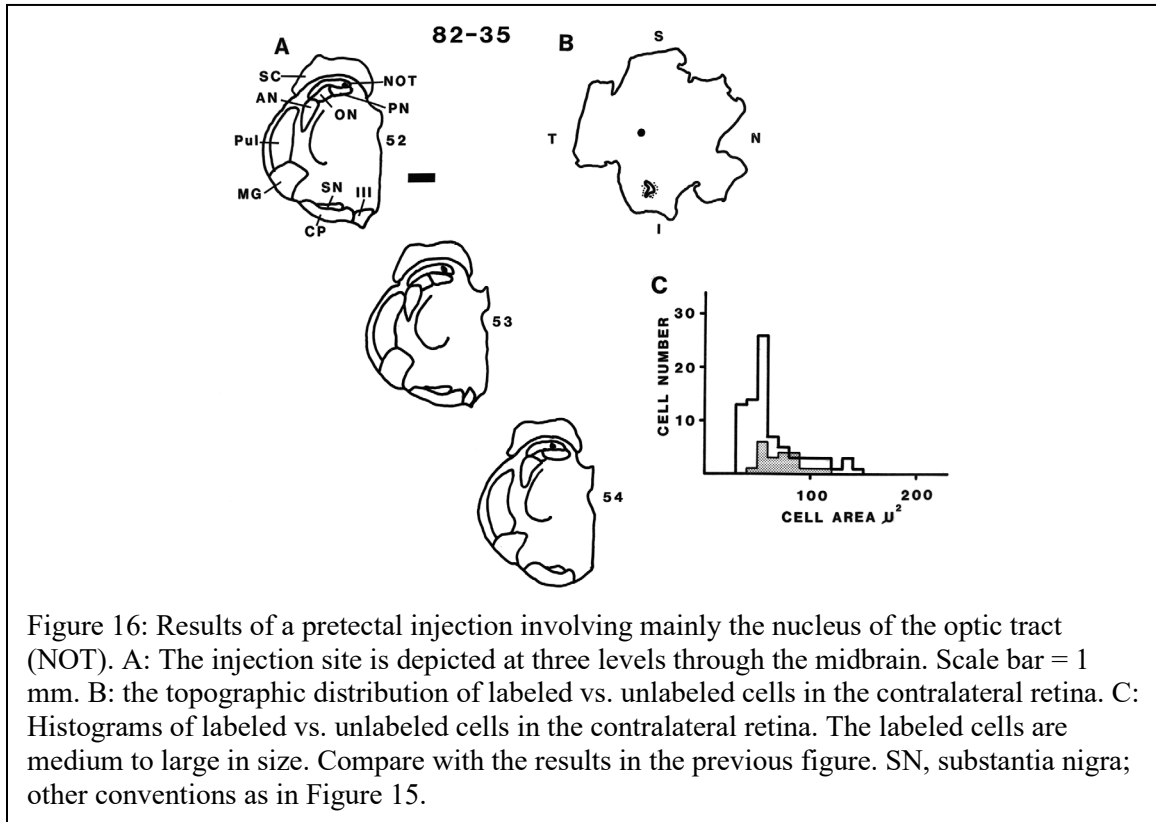 82-35
A
SC
NOT
AN
ON
PN
Pul
52
MG
SN
III
CP
53
54
B
S
T
N
I
C
CELL NUMBER
30
20
10
100
200
CELL AREA µ²
Figure 16: Results of a pretectal injection involving mainly the nucleus of the optic tract
(NOT). A: The injection site is depicted at three levels through the midbrain. Scale bar = 1
mm. B: the topographic distribution of labeled vs. unlabeled cells in the contralateral retina. C:
Histograms of labeled vs. unlabeled cells in the contralateral retina. The labeled cells are
medium to large in size. Compare with the results in the previous figure. SN, substantia nigra;
other conventions as in Figure 15.